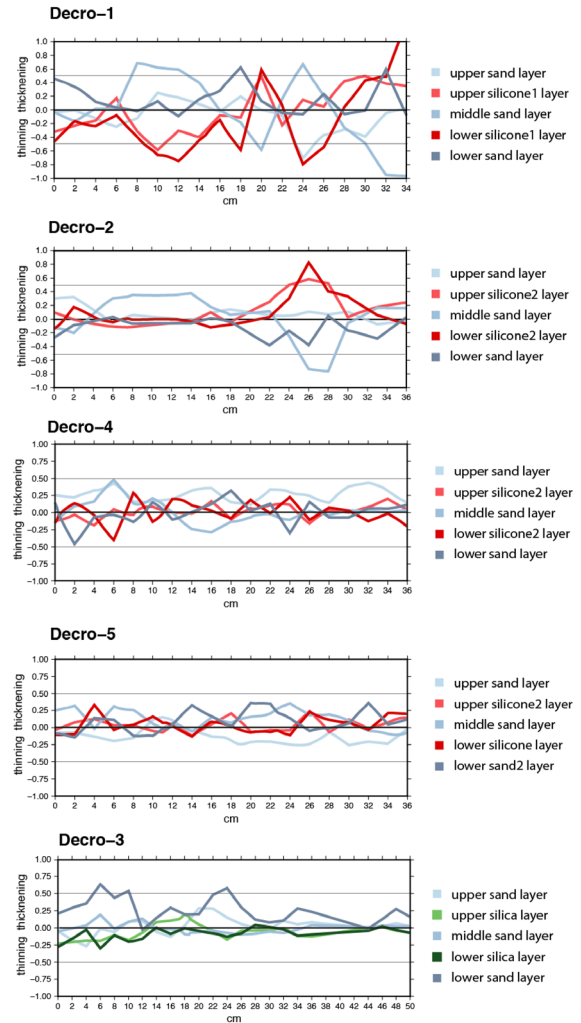 Decro-1
1.0
0.8
0.6
0.4
0.2
0.0
-0.2
-0.4
-0.6
-0.8
-1.0
thinning thicknening
0 2 4 6 8 10 12 14 16 18 20 22 24 26 28 30 32 34
cm
upper sand layer
upper silicone1 layer
middle sand layer
lower silicone1 layer
lower sand layer
Decro-2
1.0
0.8
0.6
0.4
0.2
0.0
-0.2
-0.4
-0.6
-0.8
-1.0
thinning thicknening
0 2 4 6 8 10 12 14 16 18 20 22 24 26 28 30 32 34 36
cm
upper sand layer
upper silicone2 layer
middle sand layer
lower silicone2 layer
lower sand layer
Decro-4
1.00
0.75
0.50
0.25
0.00
-0.25
-0.50
-0.75
-1.00
thinning thicknening
0 2 4 6 8 10 12 14 16 18 20 22 24 26 28 30 32 34 36
cm
upper sand layer
upper silicone2 layer
middle sand layer
lower silicone2 layer
lower sand layer
Decro-5
1.00
0.75
0.50
0.25
0.00
-0.25
-0.50
-0.75
-1.00
thinning thicknening
0 2 4 6 8 10 12 14 16 18 20 22 24 26 28 30 32 34 36
cm
upper sand layer
upper silicone2 layer
middle sand layer
lower silicone layer
lower sand2 layer
Decro-3
1.00
0.75
0.50
0.25
0.00
-0.25
-0.50
-0.75
-1.00
thinning thicknening
0 2 4 6 8 10 12 14 16 18 20 22 24 26 28 30 32 34 36 38 40 42 44 46 48 50
cm
upper sand layer
upper silica layer
middle sand layer
lower silica layer
lower sand layer